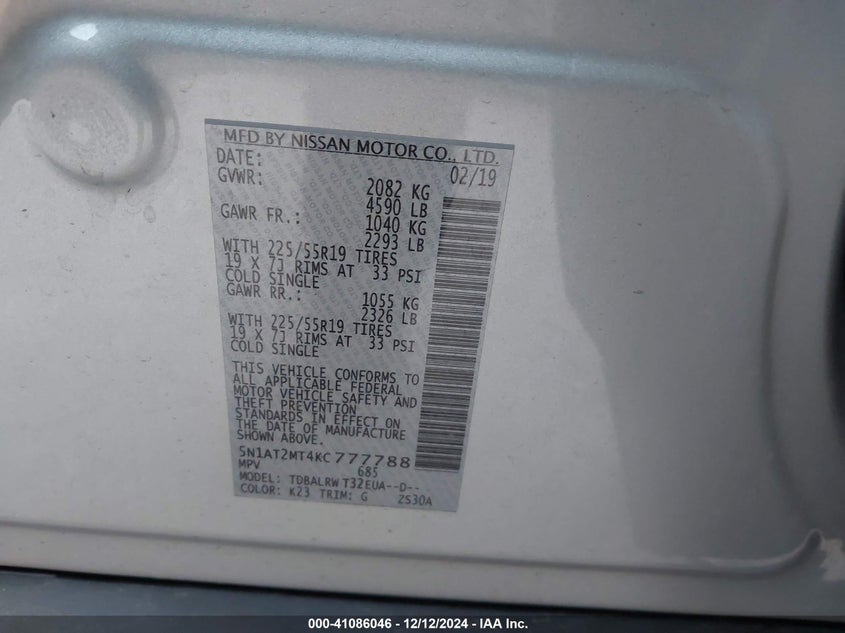 MFD BY NISSAN MOTOR CO., LTD.
DATE: 02/19
GVWR: 2082 KG
4590 LB
GAWR FR.: 1040 KG
2293 LB
WITH 225/55R19 TIRES
19 X 7J RIMS AT 33 PSI
COLD SINGLE
GAWR RR.: 1055 KG
2326 LB
WITH 225/55R19 TIRES
19 X 7J RIMS AT 33 PSI
COLD SINGLE
THIS VEHICLE CONFORMS TO
ALL APPLICABLE FEDERAL
MOTOR VEHICLE SAFETY AND
THEFT PREVENTION
STANDARDS IN EFFECT ON
THE DATE OF MANUFACTURE
SHOWN ABOVE.
5N1AT2MT4KC777788
MPV 685
MODEL: TDBALRW T32EUA--D--
COLOR: K23 TRIM: G 2S30A
000-41086046 - 12/12/2024 - IAA Inc.